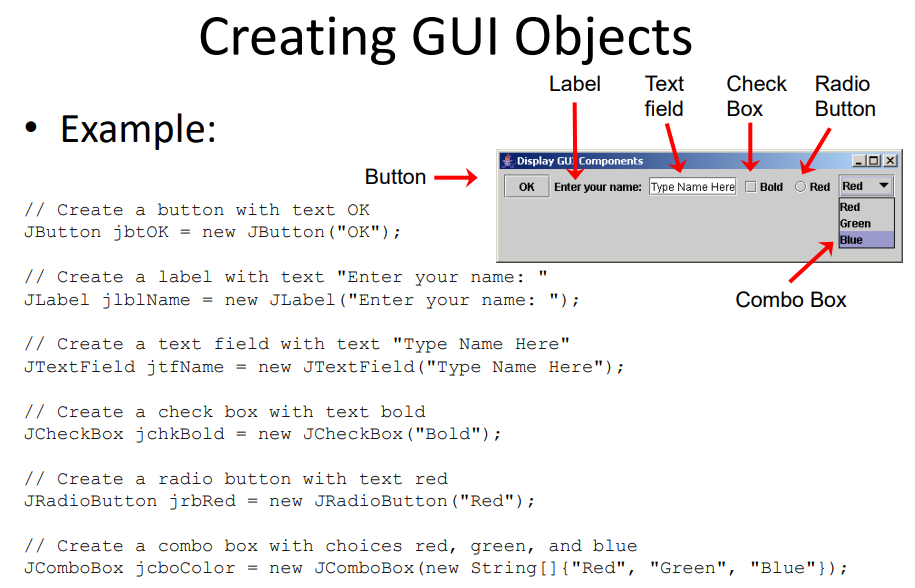 Creating GUI Objects
• Example:
Label
Text
field
Check
Box
Radio
Button
Button
Display GUI Components
OK
Enter your name:
Type Name Here
Bold
Red
Red
Red
Green
Blue
Combo Box
// Create a button with text OK
JButton jbtOK = new JButton("OK");
// Create a label with text "Enter your name: "
JLabel jlblName = new JLabel("Enter your name: ");
// Create a text field with text "Type Name Here"
JTextField jtfName = new JTextField("Type Name Here");
// Create a check box with text bold
JCheckBox jchkBold = new JCheckBox("Bold");
// Create a radio button with text red
JRadioButton jrbRed = new JRadioButton("Red");
// Create a combo box with choices red, green, and blue
JComboBox jcboColor = new JComboBox(new String[]{"Red", "Green", "Blue"});